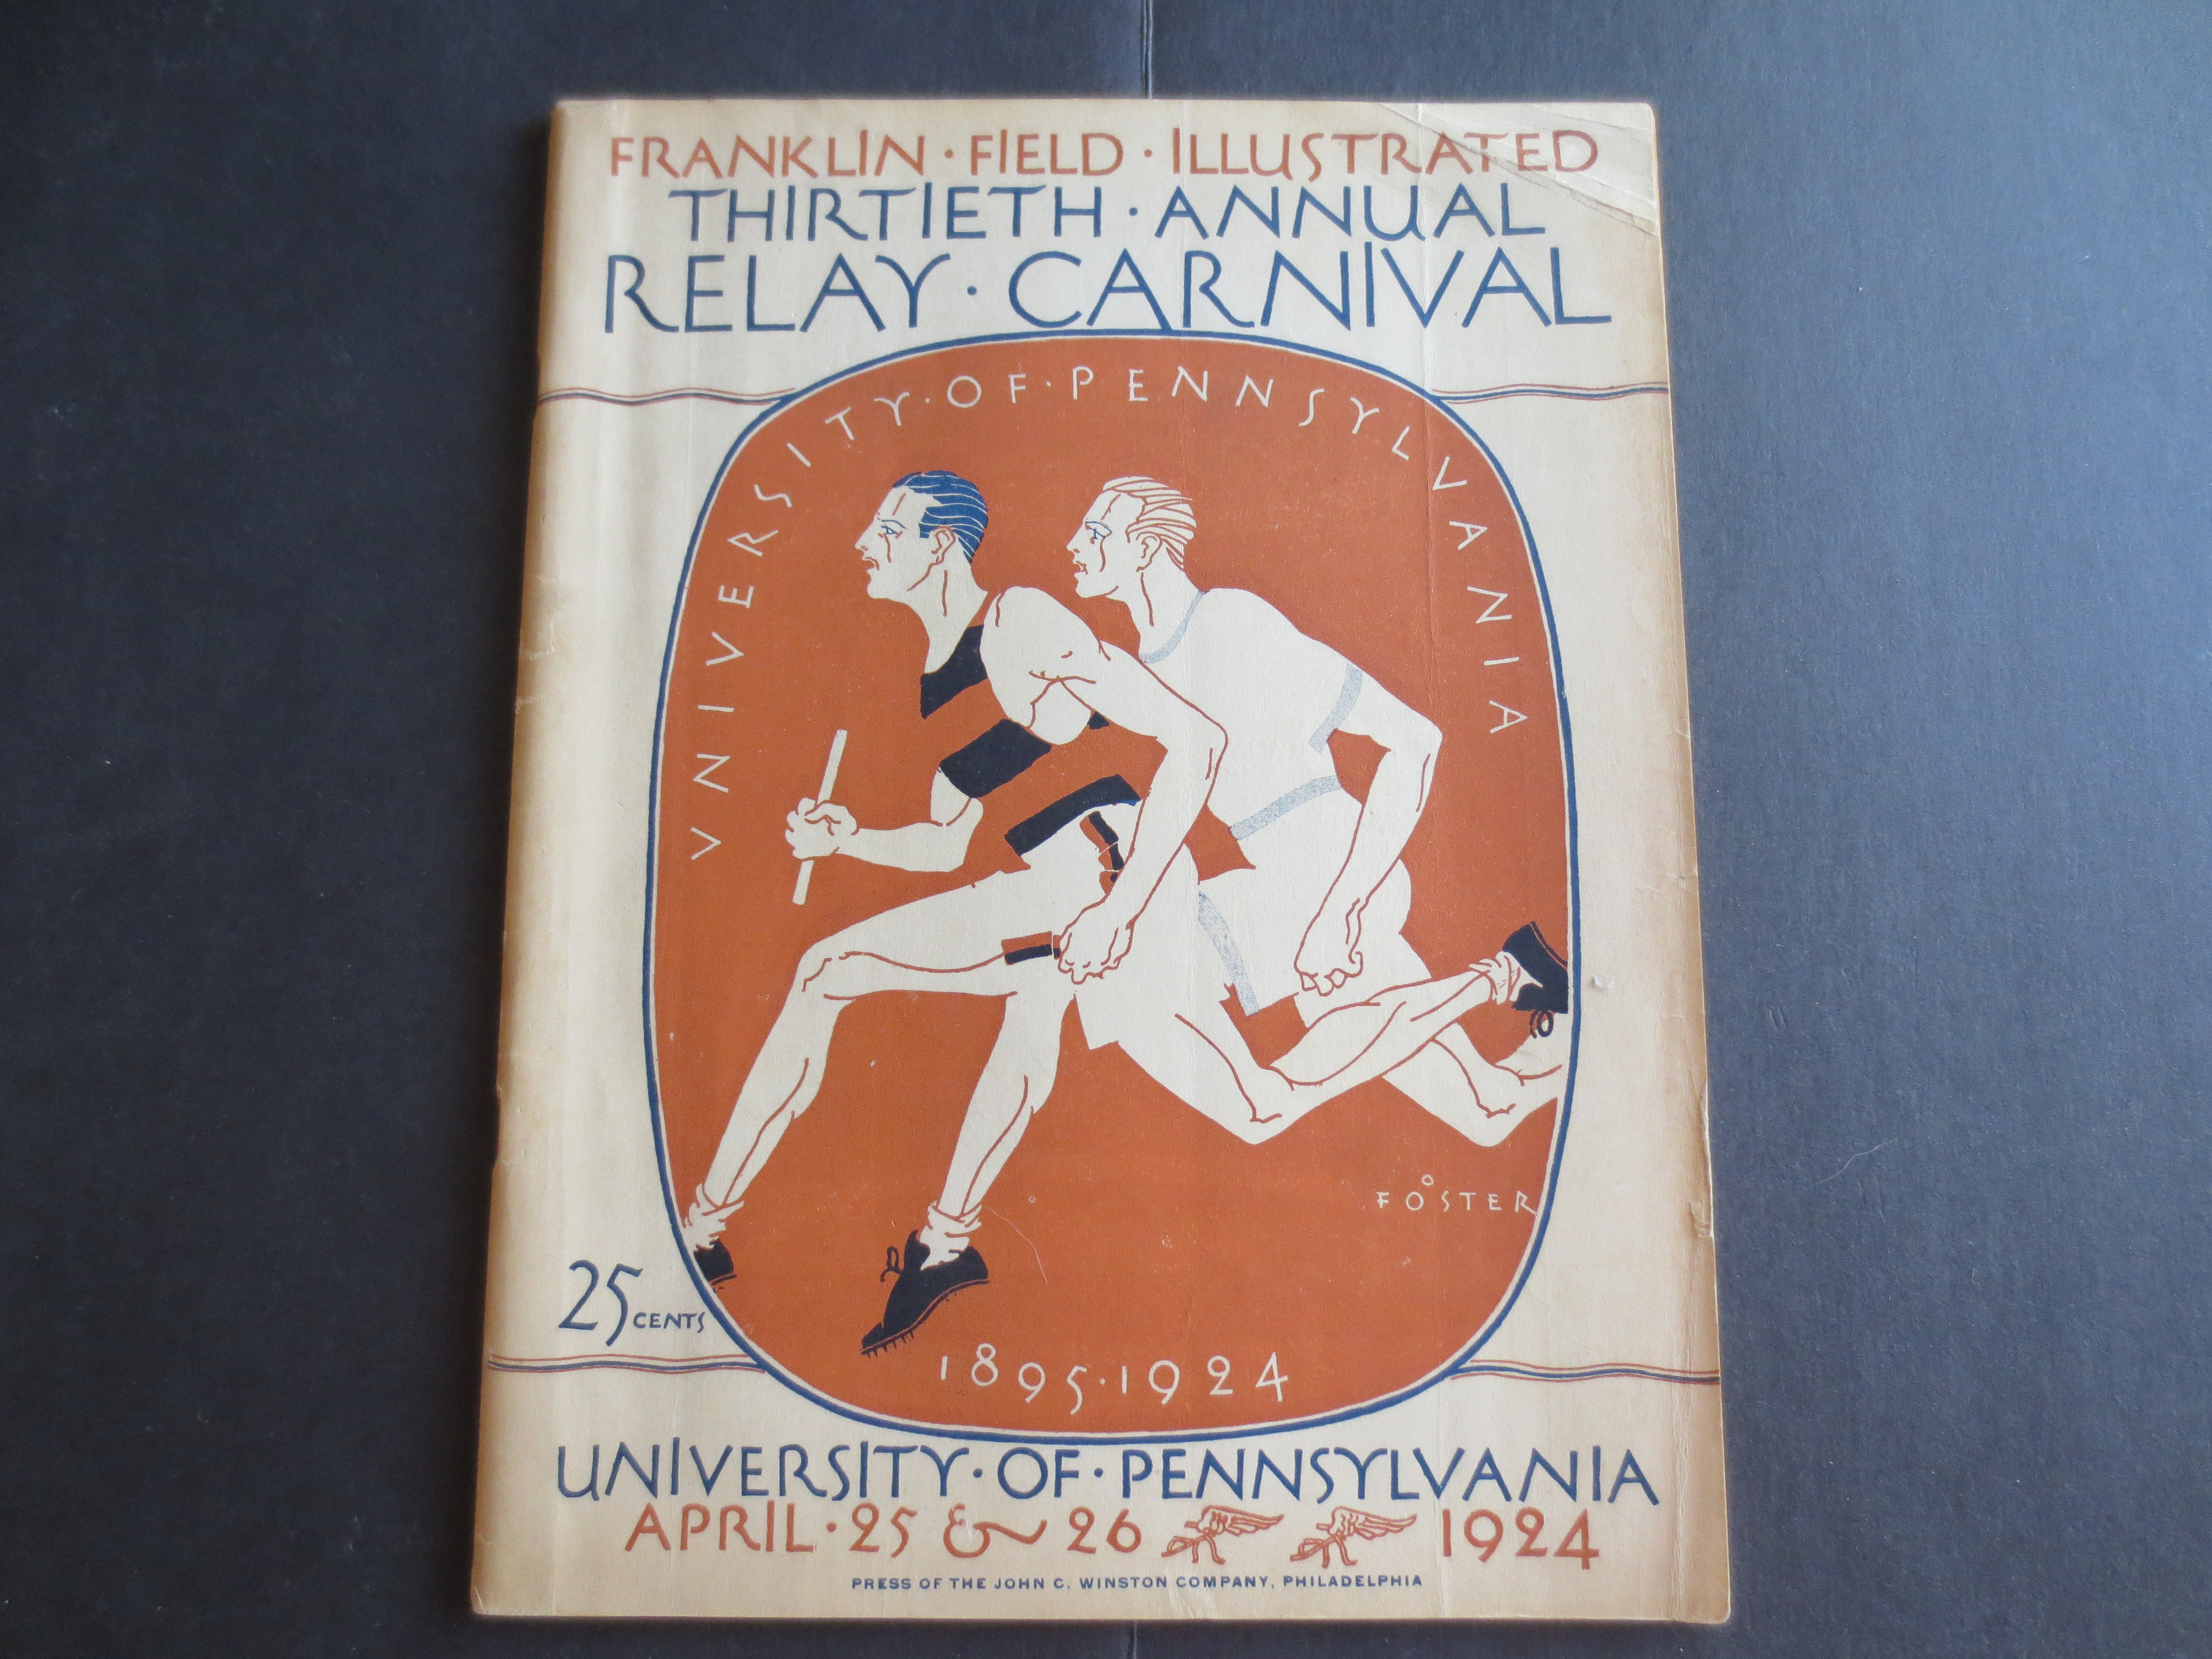 FRANKLIN · FIELD · ILLUSTRATED
THIRTIETH · ANNUAL
RELAY · CARNIVAL
VNIVERSITY · OF · PENNSYLVANIA
FOSTER
25 CENTS
1895 · 1924
UNIVERSITY · OF · PENNSYLVANIA
APRIL · 25 & 26 1924
PRESS OF THE JOHN C. WINSTON COMPANY, PHILADELPHIA